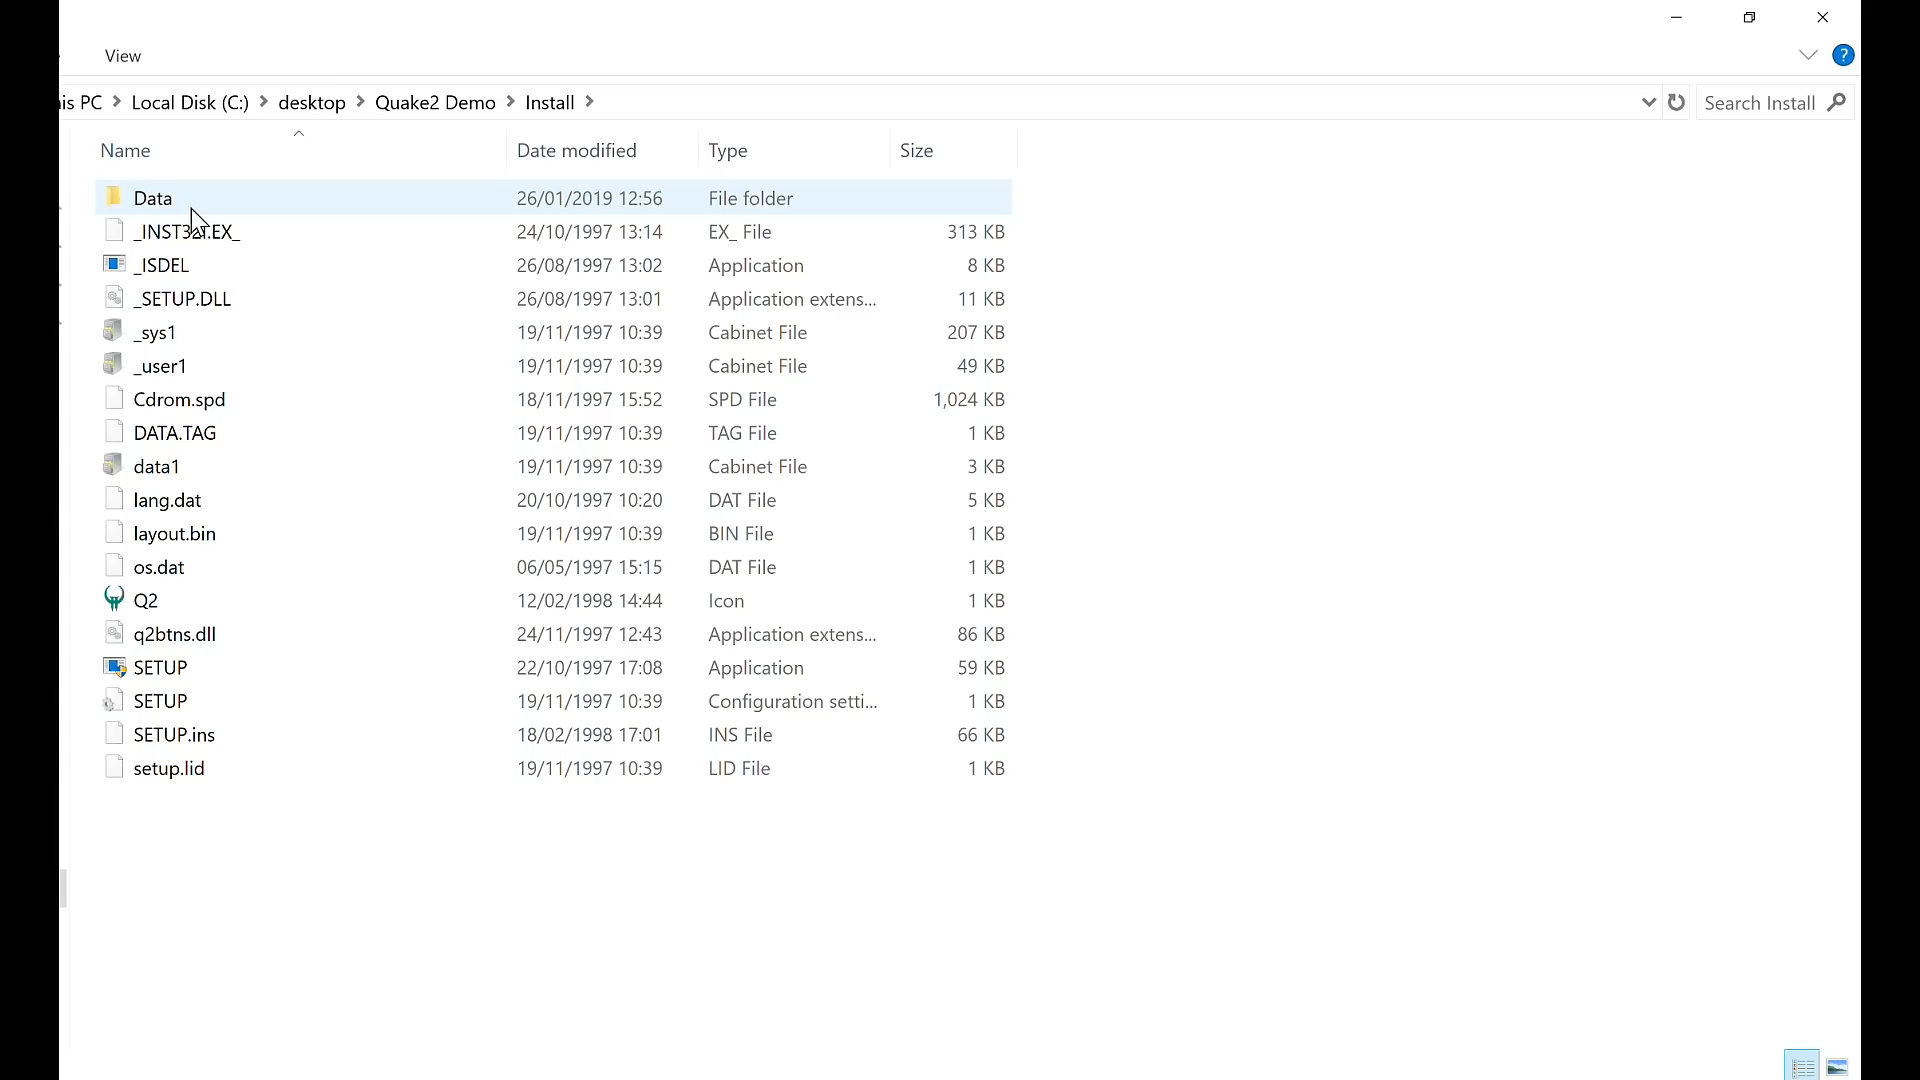 View
?
is PC > Local Disk (C:) > desktop > Quake2 Demo > Install >
Search Install
Name Date modified Type Size
Data 26/01/2019 12:56 File folder
_INST32I.EX_ 24/10/1997 13:14 EX_ File 313 KB
_ISDEL 26/08/1997 13:02 Application 8 KB
_SETUP.DLL 26/08/1997 13:01 Application extens... 11 KB
_sys1 19/11/1997 10:39 Cabinet File 207 KB
_user1 19/11/1997 10:39 Cabinet File 49 KB
Cdrom.spd 18/11/1997 15:52 SPD File 1,024 KB
DATA.TAG 19/11/1997 10:39 TAG File 1 KB
data1 19/11/1997 10:39 Cabinet File 3 KB
lang.dat 20/10/1997 10:20 DAT File 5 KB
layout.bin 19/11/1997 10:39 BIN File 1 KB
os.dat 06/05/1997 15:15 DAT File 1 KB
Q2 12/02/1998 14:44 Icon 1 KB
q2btns.dll 24/11/1997 12:43 Application extens... 86 KB
SETUP 22/10/1997 17:08 Application 59 KB
SETUP 19/11/1997 10:39 Configuration setti... 1 KB
SETUP.ins 18/02/1998 17:01 INS File 66 KB
setup.lid 19/11/1997 10:39 LID File 1 KB